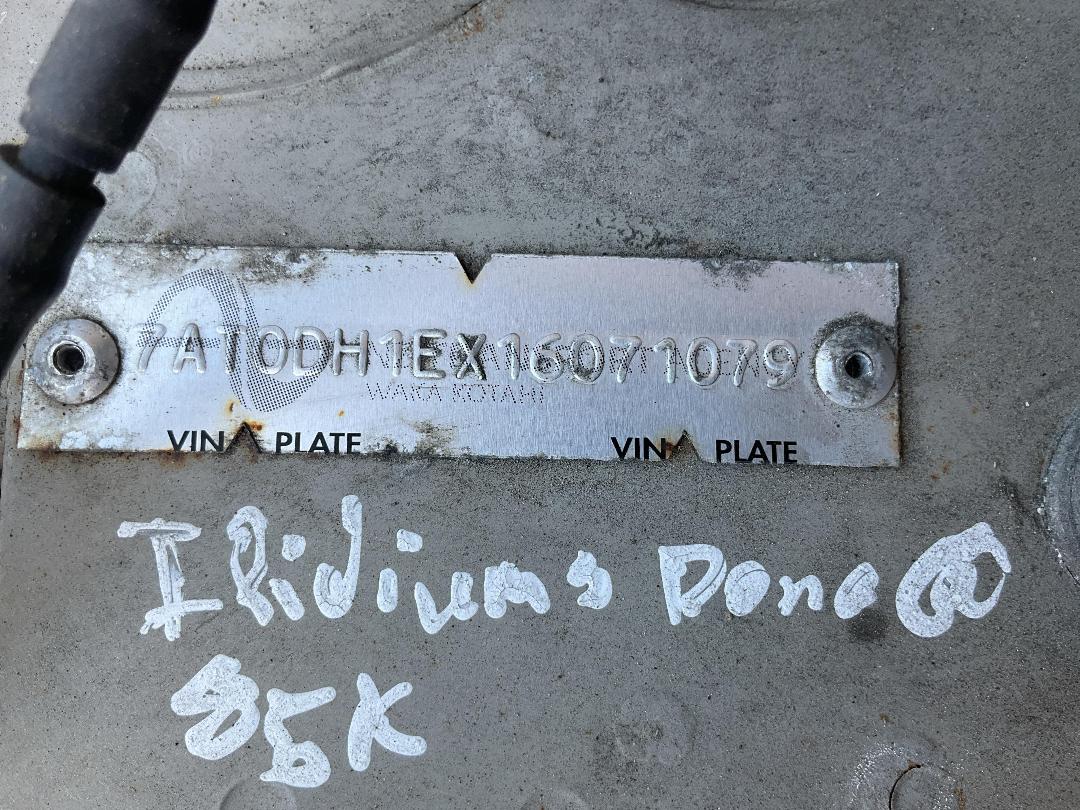 7AT0DH1EX16071079
WAKA KOTAHI
VIN PLATE VIN PLATE
Iridiums Done @
85K